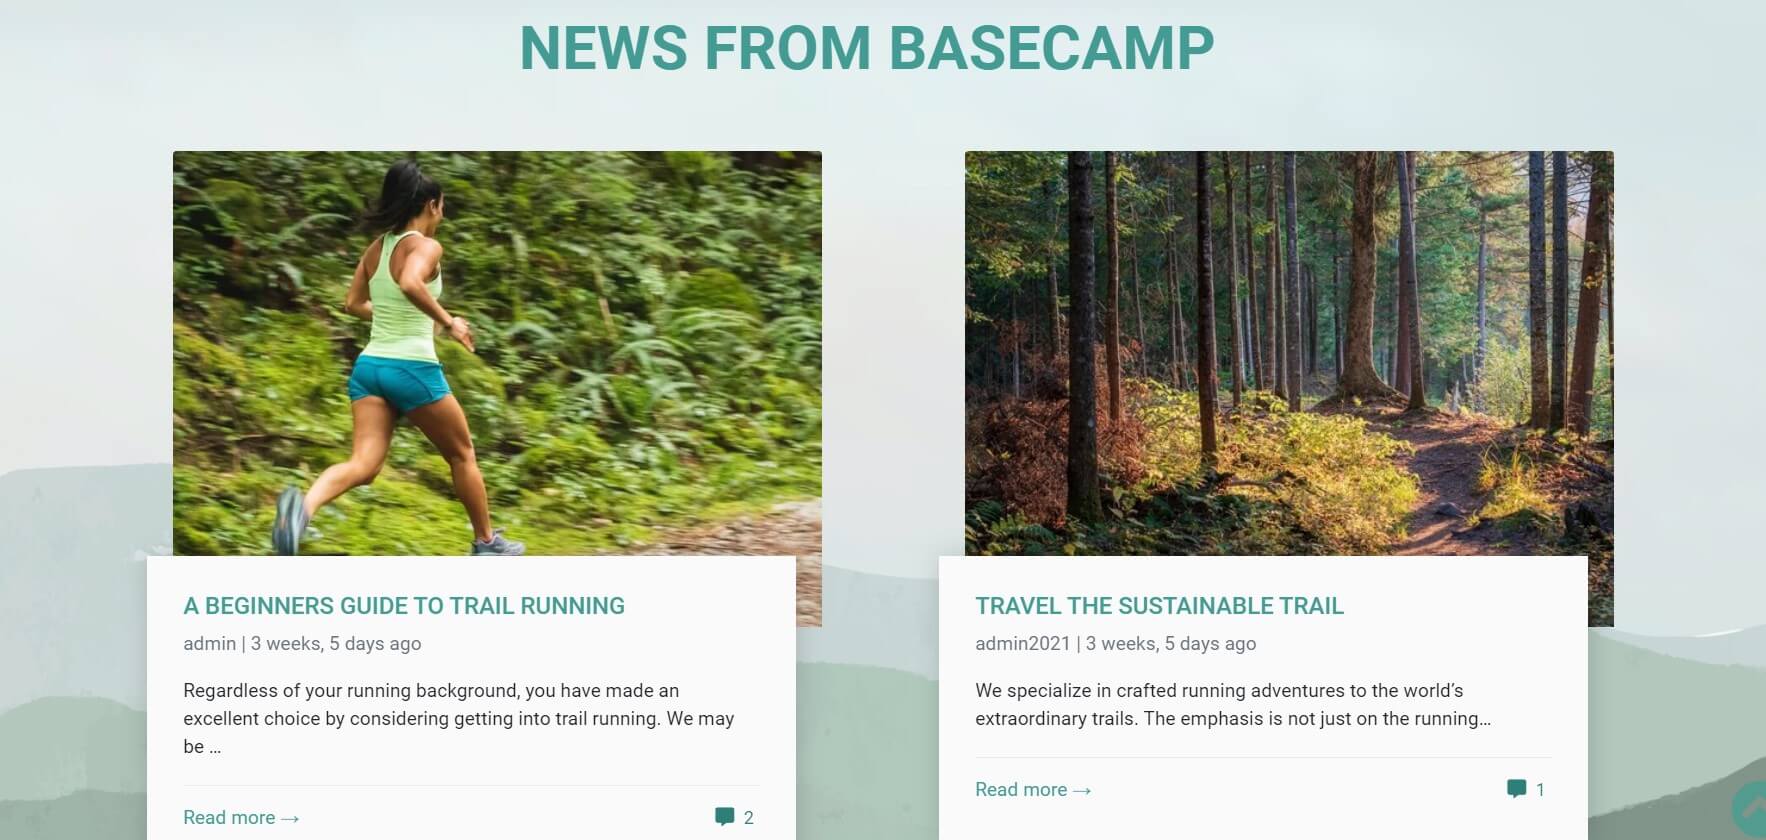 NEWS FROM BASECAMP
A BEGINNERS GUIDE TO TRAIL RUNNING
admin | 3 weeks, 5 days ago
Regardless of your running background, you have made an
excellent choice by considering getting into trail running. We may
be ...
Read more →
2
TRAVEL THE SUSTAINABLE TRAIL
admin2021 | 3 weeks, 5 days ago
We specialize in crafted running adventures to the world’s
extraordinary trails. The emphasis is not just on the running...
Read more →
1